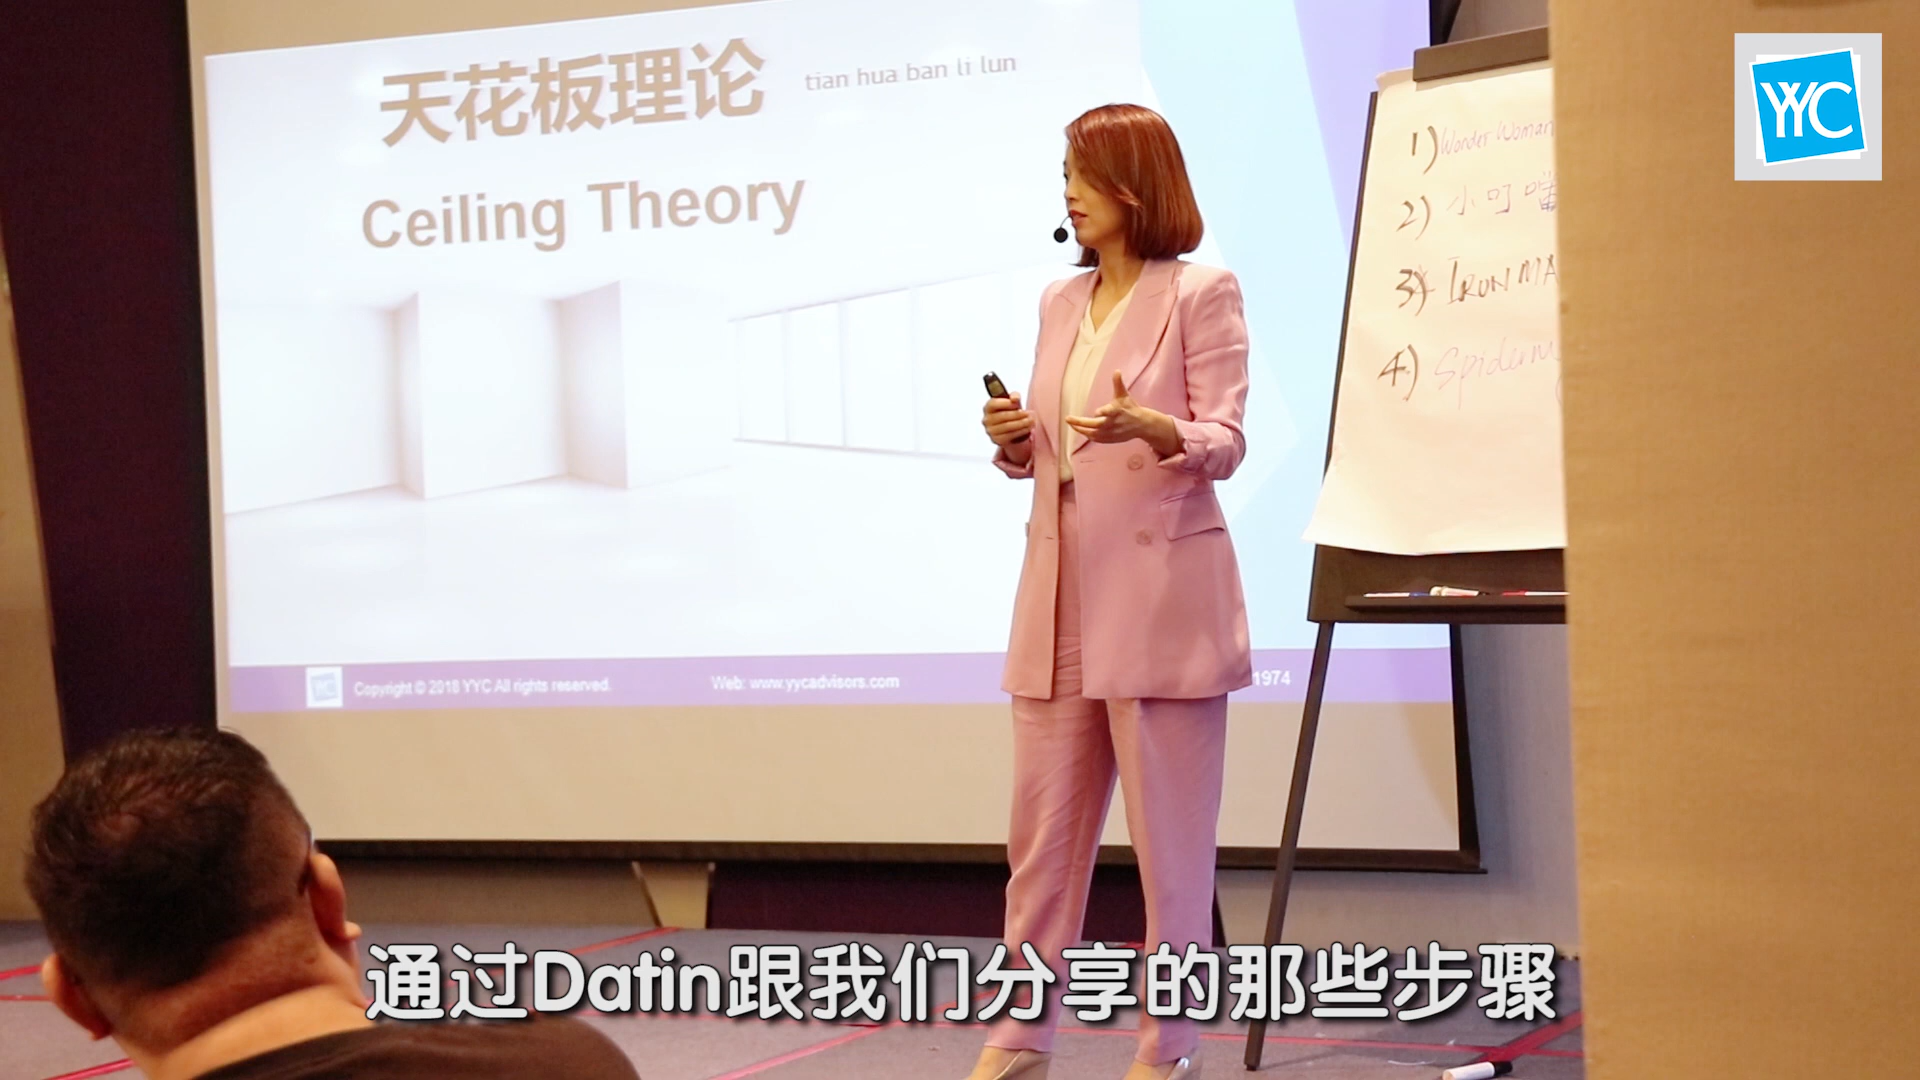 天花板理论
tian hua ban li lun
Ceiling Theory
YYC
1) Wonder Woman
2) 小叮噹
3) IRON MA
4.) Spiderm
YYC
Copyright © 2018 YYC All rights reserved.
Web: www.yycadvisors.com
1974
通过Datin跟我们分享的那些步骤